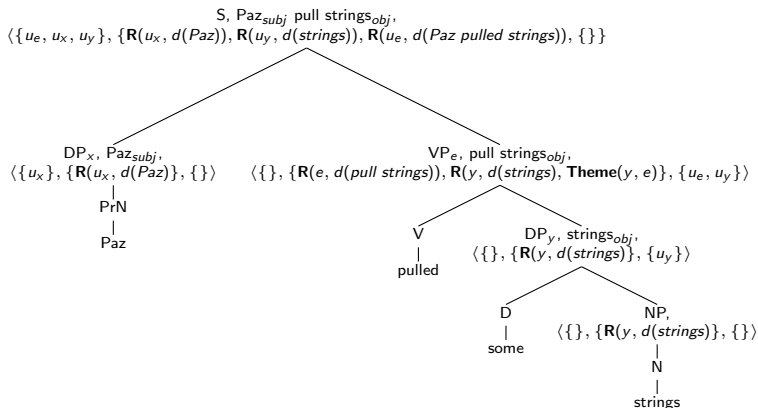 S, Paz_subj pull strings_obj,
⟨{u_e, u_x, u_y}, {R(u_x, d(Paz)), R(u_y, d(strings)), R(u_e, d(Paz pulled strings)), {}}
DP_x, Paz_subj,
⟨{u_x}, {R(u_x, d(Paz)}, {}⟩
PrN
Paz
VP_e, pull strings_obj,
⟨{}, {R(e, d(pull strings)), R(y, d(strings), Theme(y, e)}, {u_e, u_y}⟩
V
pulled
DP_y, strings_obj,
⟨{}, {R(y, d(strings)}, {u_y}⟩
D
some
NP,
⟨{}, {R(y, d(strings)}, {}⟩
N
strings